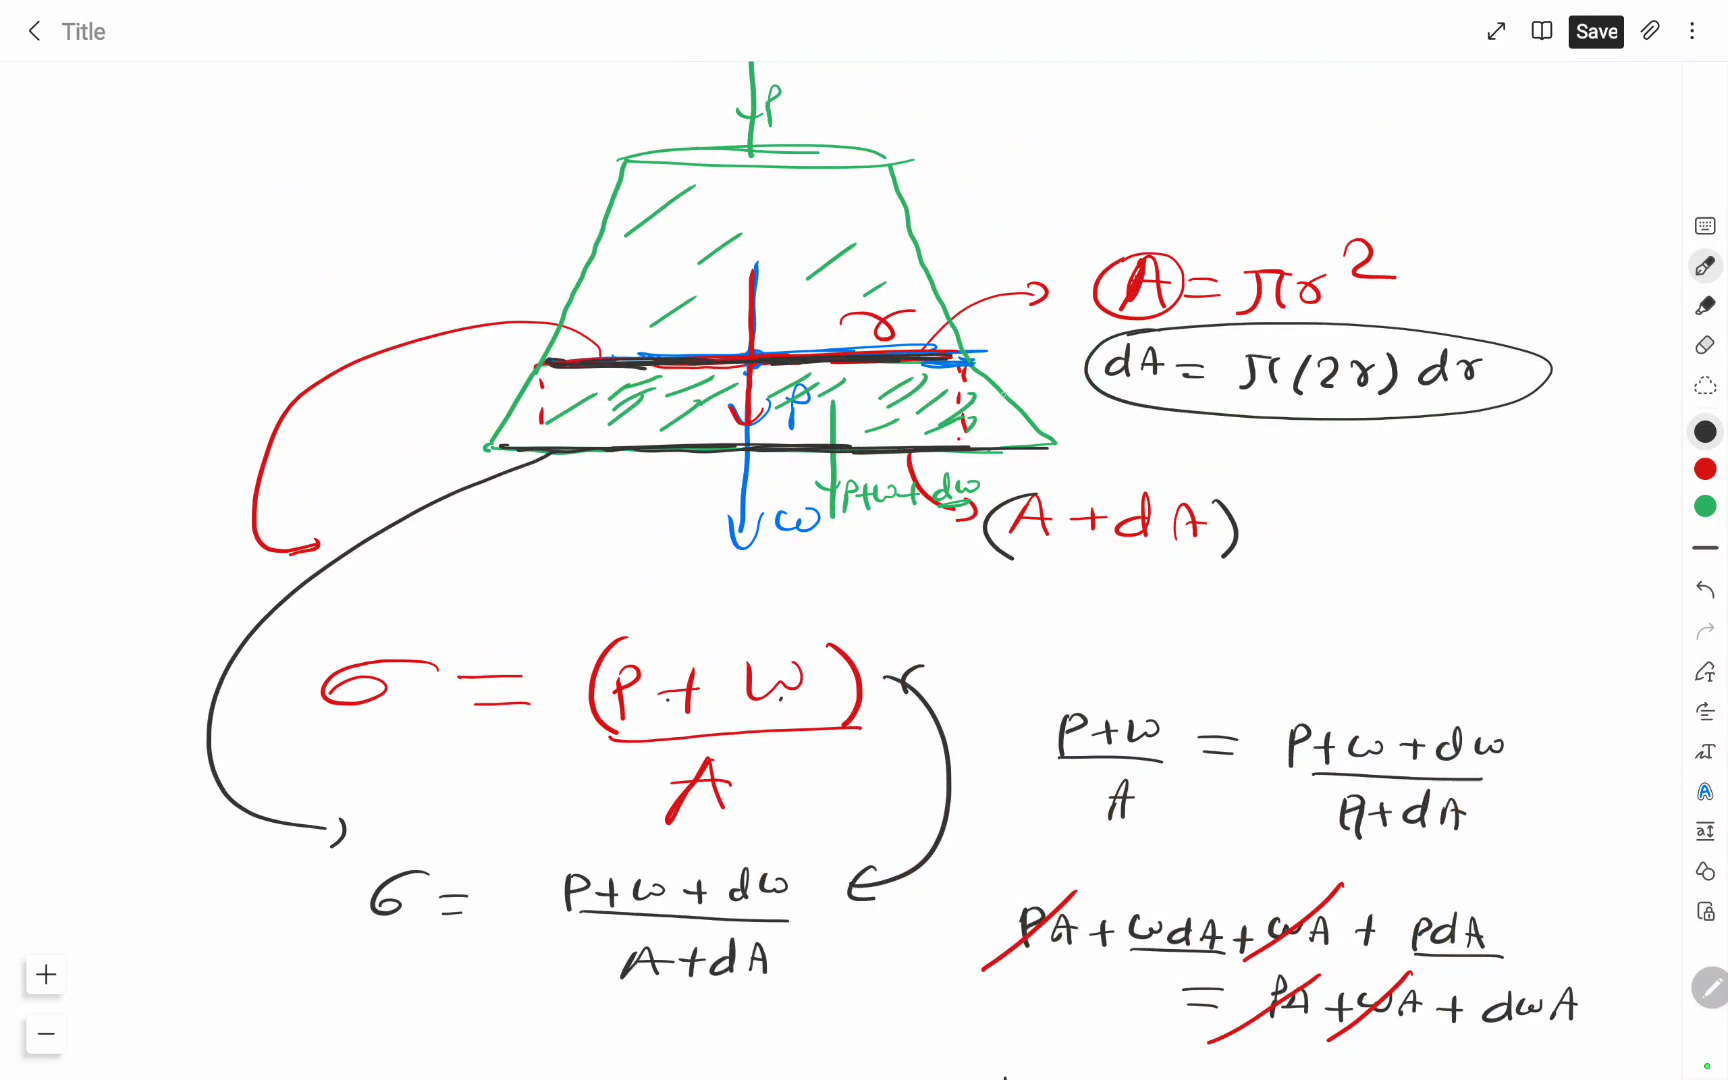 Title
Save
P
r
A = πr²
dA = π(2r) dr
P
P+ω+dω
ω
(A + dA)
σ = (P + W)
A
P+ω = P+ω+dω
A A+dA
σ = P+ω+dω
A+dA
PA + ωdA + ωA + PdA
= PA + ωA + dωA